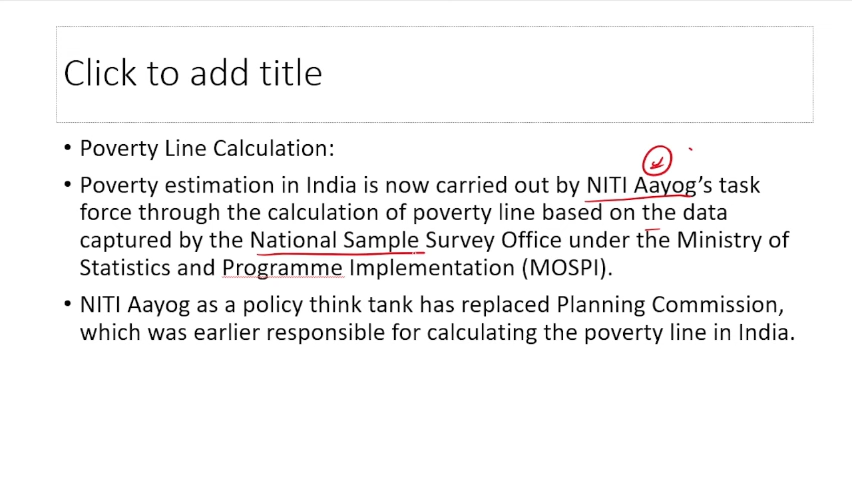 Click to add title
• Poverty Line Calculation:
• Poverty estimation in India is now carried out by NITI Aayog's task
force through the calculation of poverty line based on the data
captured by the National Sample Survey Office under the Ministry of
Statistics and Programme Implementation (MOSPI).
• NITI Aayog as a policy think tank has replaced Planning Commission,
which was earlier responsible for calculating the poverty line in India.